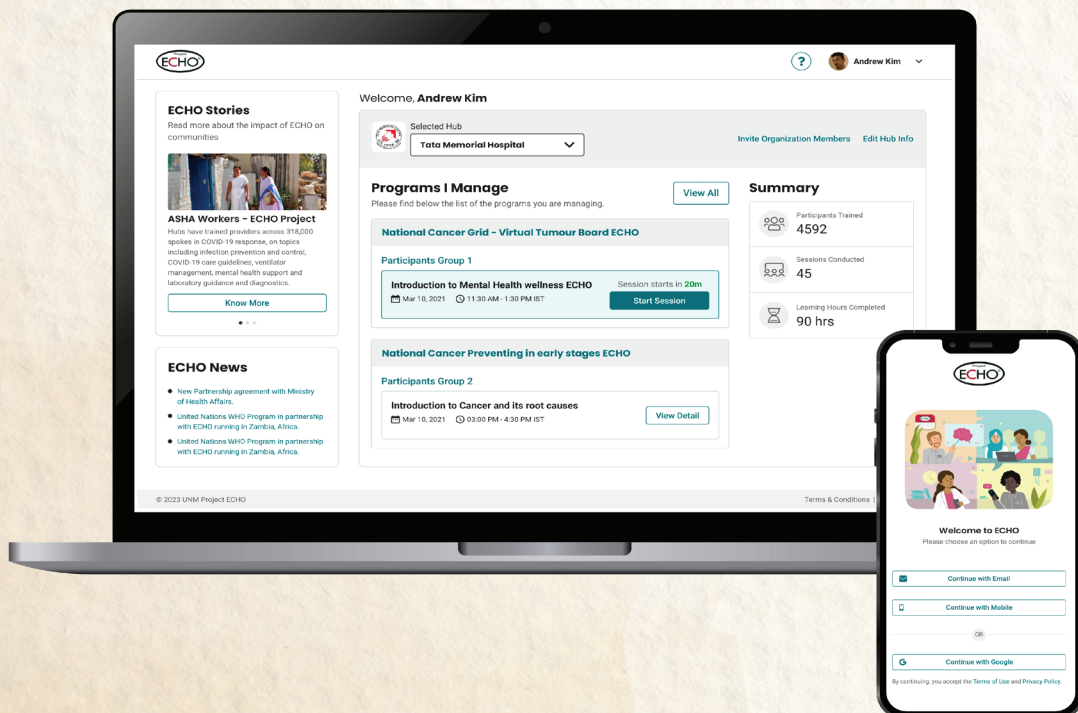 Project
ECHO
?
Andrew Kim
ECHO Stories
Read more about the impact of ECHO on
communities
ASHA Workers - ECHO Project
Hubs have trained providers across 318,000
spokes in COVID-19 response, on topics
including infection prevention and control,
COVID-19 care guidelines, ventilator
management, mental health support and
laboratory guidance and diagnostics.
Know More
ECHO News
New Partnership agreement with Ministry
of Health Affairs.
United Nations WHO Program in partnership
with ECHO running in Zambia, Africa.
United Nations WHO Program in partnership
with ECHO running in Zambia, Africa.
Welcome, Andrew Kim
Selected Hub
Tata Memorial Hospital
Invite Organization Members Edit Hub Info
Programs I Manage
Please find below the list of the programs you are managing.
View All
National Cancer Grid - Virtual Tumour Board ECHO
Participants Group 1
Introduction to Mental Health wellness ECHO
Mar 10, 2021 11:30 AM - 1:30 PM IST
Session starts in 20m
Start Session
National Cancer Preventing in early stages ECHO
Participants Group 2
Introduction to Cancer and its root causes
Mar 10, 2021 03:00 PM - 4:30 PM IST
View Detail
Summary
Participants Trained
4592
Sessions Conducted
45
Learning Hours Completed
90 hrs
© 2023 UNM Project ECHO
Terms & Conditions |
Project
ECHO
Welcome to ECHO
Please choose an option to continue
Continue with Email
Continue with Mobile
OR
G Continue with Google
By continuing, you accept the Terms of Use and Privacy Policy.